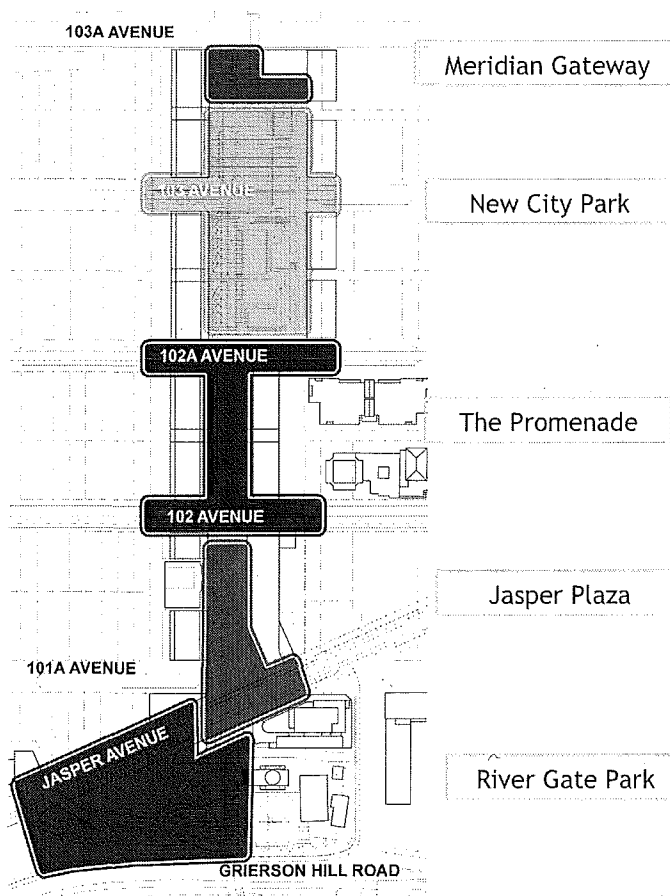 103A AVENUE
Meridian Gateway
103 AVENUE
New City Park
102A AVENUE
The Promenade
102 AVENUE
Jasper Plaza
101A AVENUE
JASPER AVENUE
River Gate Park
GRIERSON HILL ROAD